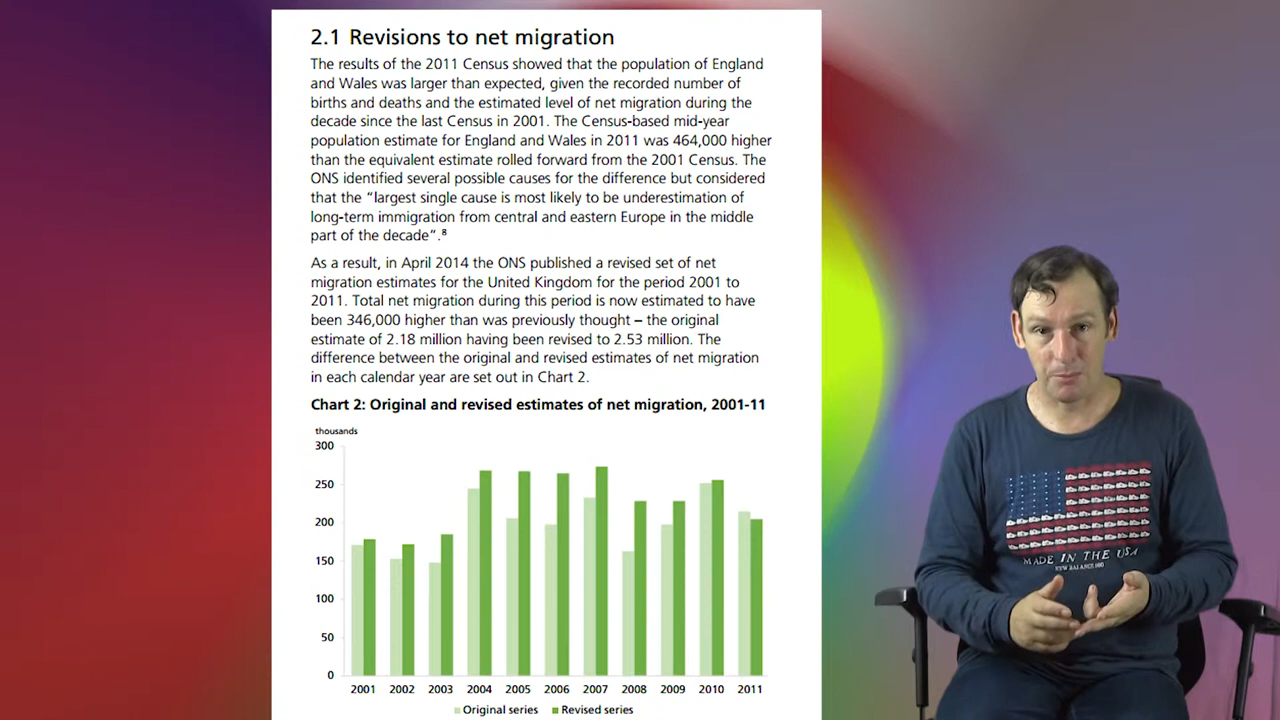 2.1 Revisions to net migration
The results of the 2011 Census showed that the population of England
and Wales was larger than expected, given the recorded number of
births and deaths and the estimated level of net migration during the
decade since the last Census in 2001. The Census-based mid-year
population estimate for England and Wales in 2011 was 464,000 higher
than the equivalent estimate rolled forward from the 2001 Census. The
ONS identified several possible causes for the difference but considered
that the “largest single cause is most likely to be underestimation of
long-term immigration from central and eastern Europe in the middle
part of the decade”.⁸
As a result, in April 2014 the ONS published a revised set of net
migration estimates for the United Kingdom for the period 2001 to
2011. Total net migration during this period is now estimated to have
been 346,000 higher than was previously thought – the original
estimate of 2.18 million having been revised to 2.53 million. The
difference between the original and revised estimates of net migration
in each calendar year are set out in Chart 2.
Chart 2: Original and revised estimates of net migration, 2001-11
thousands
300
250
200
150
100
50
0
2001 2002 2003 2004 2005 2006 2007 2008 2009 2010 2011
Original series Revised series
MADE IN THE USA
NEW BALANCE